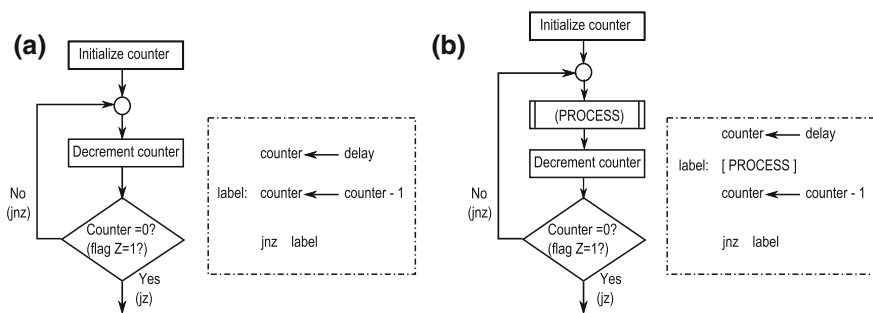 (a)
Initialize counter
Decrement counter
No
(jnz)
Counter =0?
(flag Z=1?)
Yes
(jz)
counter ← delay
label: counter ← counter - 1
jnz label
(b)
Initialize counter
(PROCESS)
Decrement counter
No
(jnz)
Counter =0?
(flag Z=1?)
Yes
(jz)
counter ← delay
label: [ PROCESS ]
counter ← counter - 1
jnz label